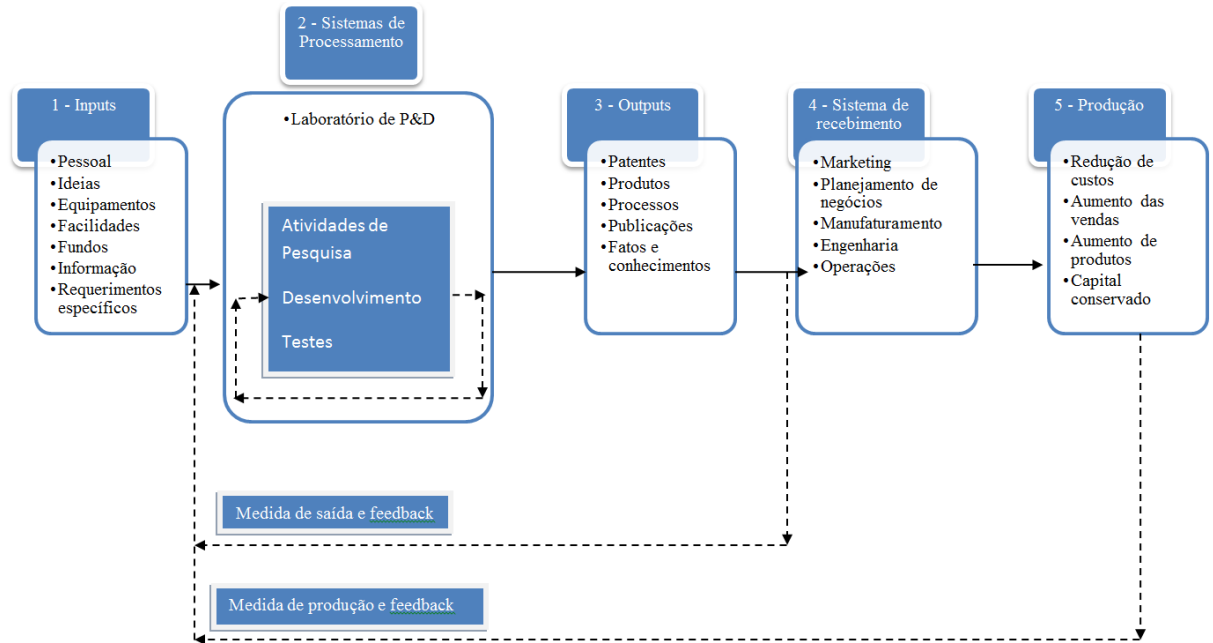 1 - Inputs
•Pessoal
•Ideias
•Equipamentos
•Facilidades
•Fundos
•Informação
•Requerimentos
específicos
2 - Sistemas de
Processamento
•Laboratório de P&D
Atividades de
Pesquisa
Desenvolvimento
Testes
3 - Outputs
•Patentes
•Produtos
•Processos
•Publicações
•Fatos e
conhecimentos
4 - Sistema de
recebimento
•Marketing
•Planejamento de
negócios
•Manufaturamento
•Engenharia
•Operações
5 - Produção
•Redução de
custos
•Aumento das
vendas
•Aumento de
produtos
•Capital
conservado
Medida de saída e feedback
Medida de produção e feedback